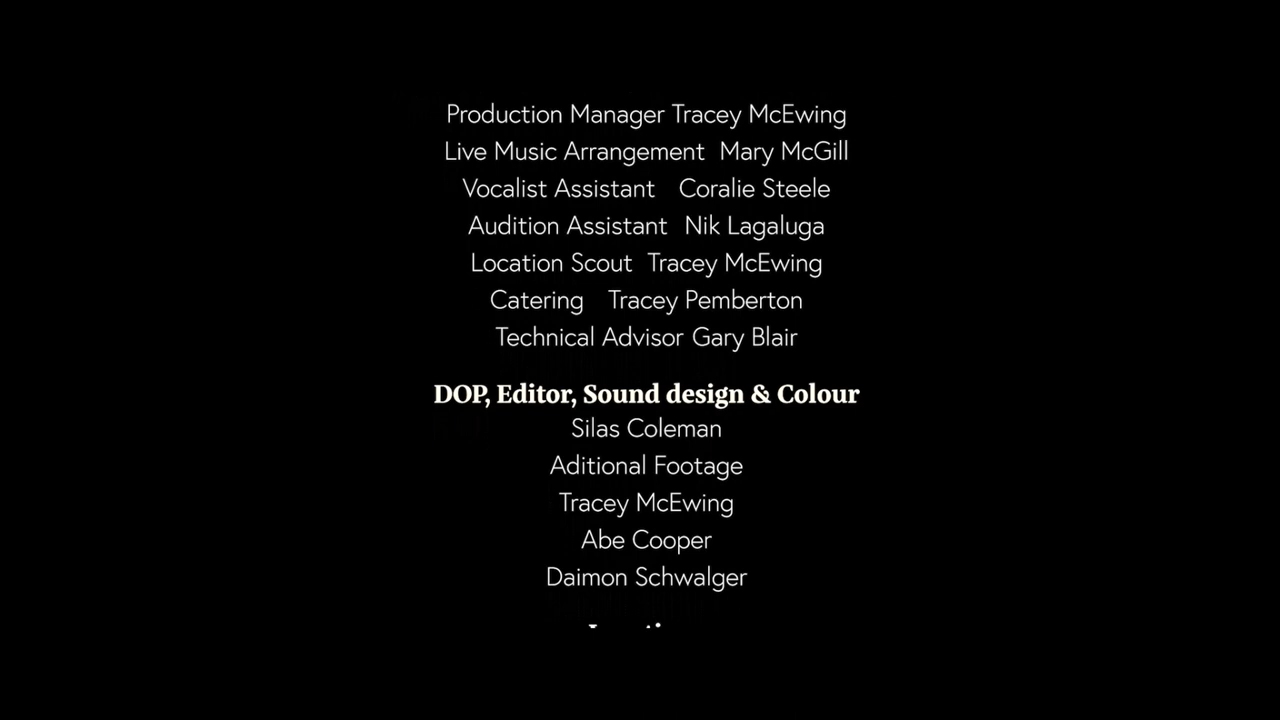 Production Manager Tracey McEwing
Live Music Arrangement Mary McGill
Vocalist Assistant Coralie Steele
Audition Assistant Nik Lagaluga
Location Scout Tracey McEwing
Catering Tracey Pemberton
Technical Advisor Gary Blair
DOP, Editor, Sound design & Colour
Silas Coleman
Aditional Footage
Tracey McEwing
Abe Cooper
Daimon Schwalger